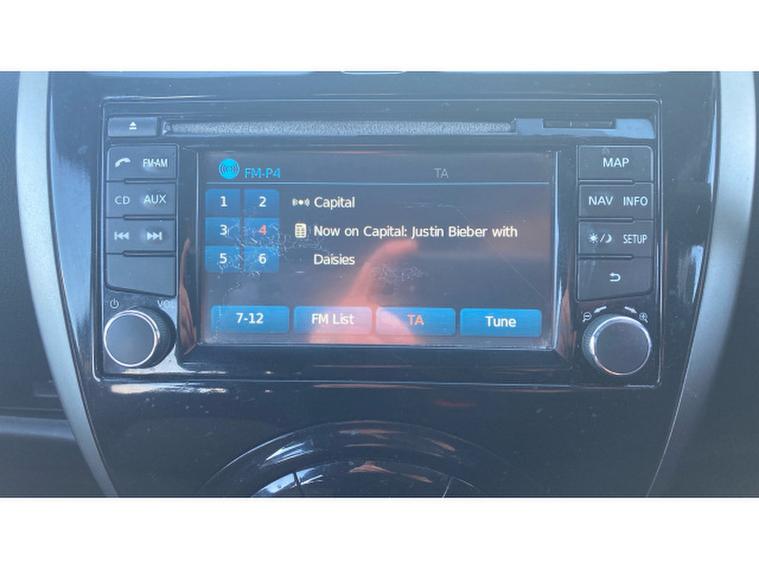 FM-AM
CD AUX
VOL
FM-P4 TA
1 2
3 4
5 6
Capital
Now on Capital: Justin Bieber with
Daisies
7-12 FM List TA Tune
MAP
NAV INFO
SETUP